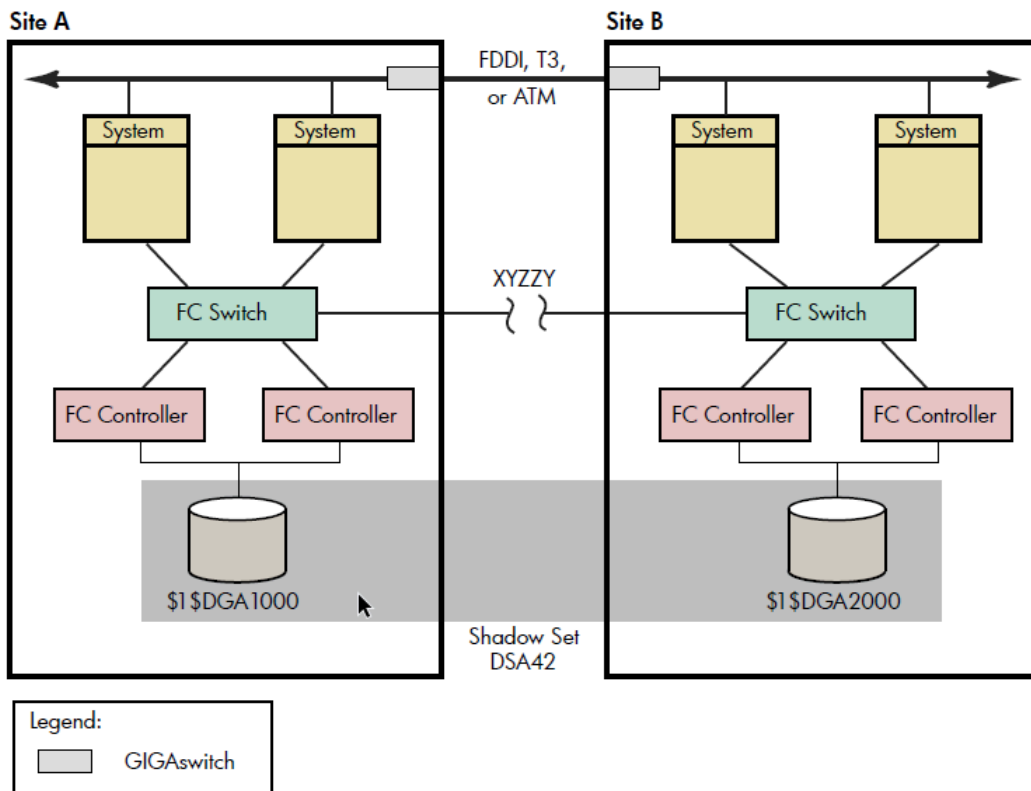 Site A
Site B
FDDI, T3,
or ATM
System
System
System
System
XYZZY
FC Switch
FC Switch
FC Controller
FC Controller
FC Controller
FC Controller
$1$DGA1000
$1$DGA2000
Shadow Set
DSA42
Legend:
GIGAswitch